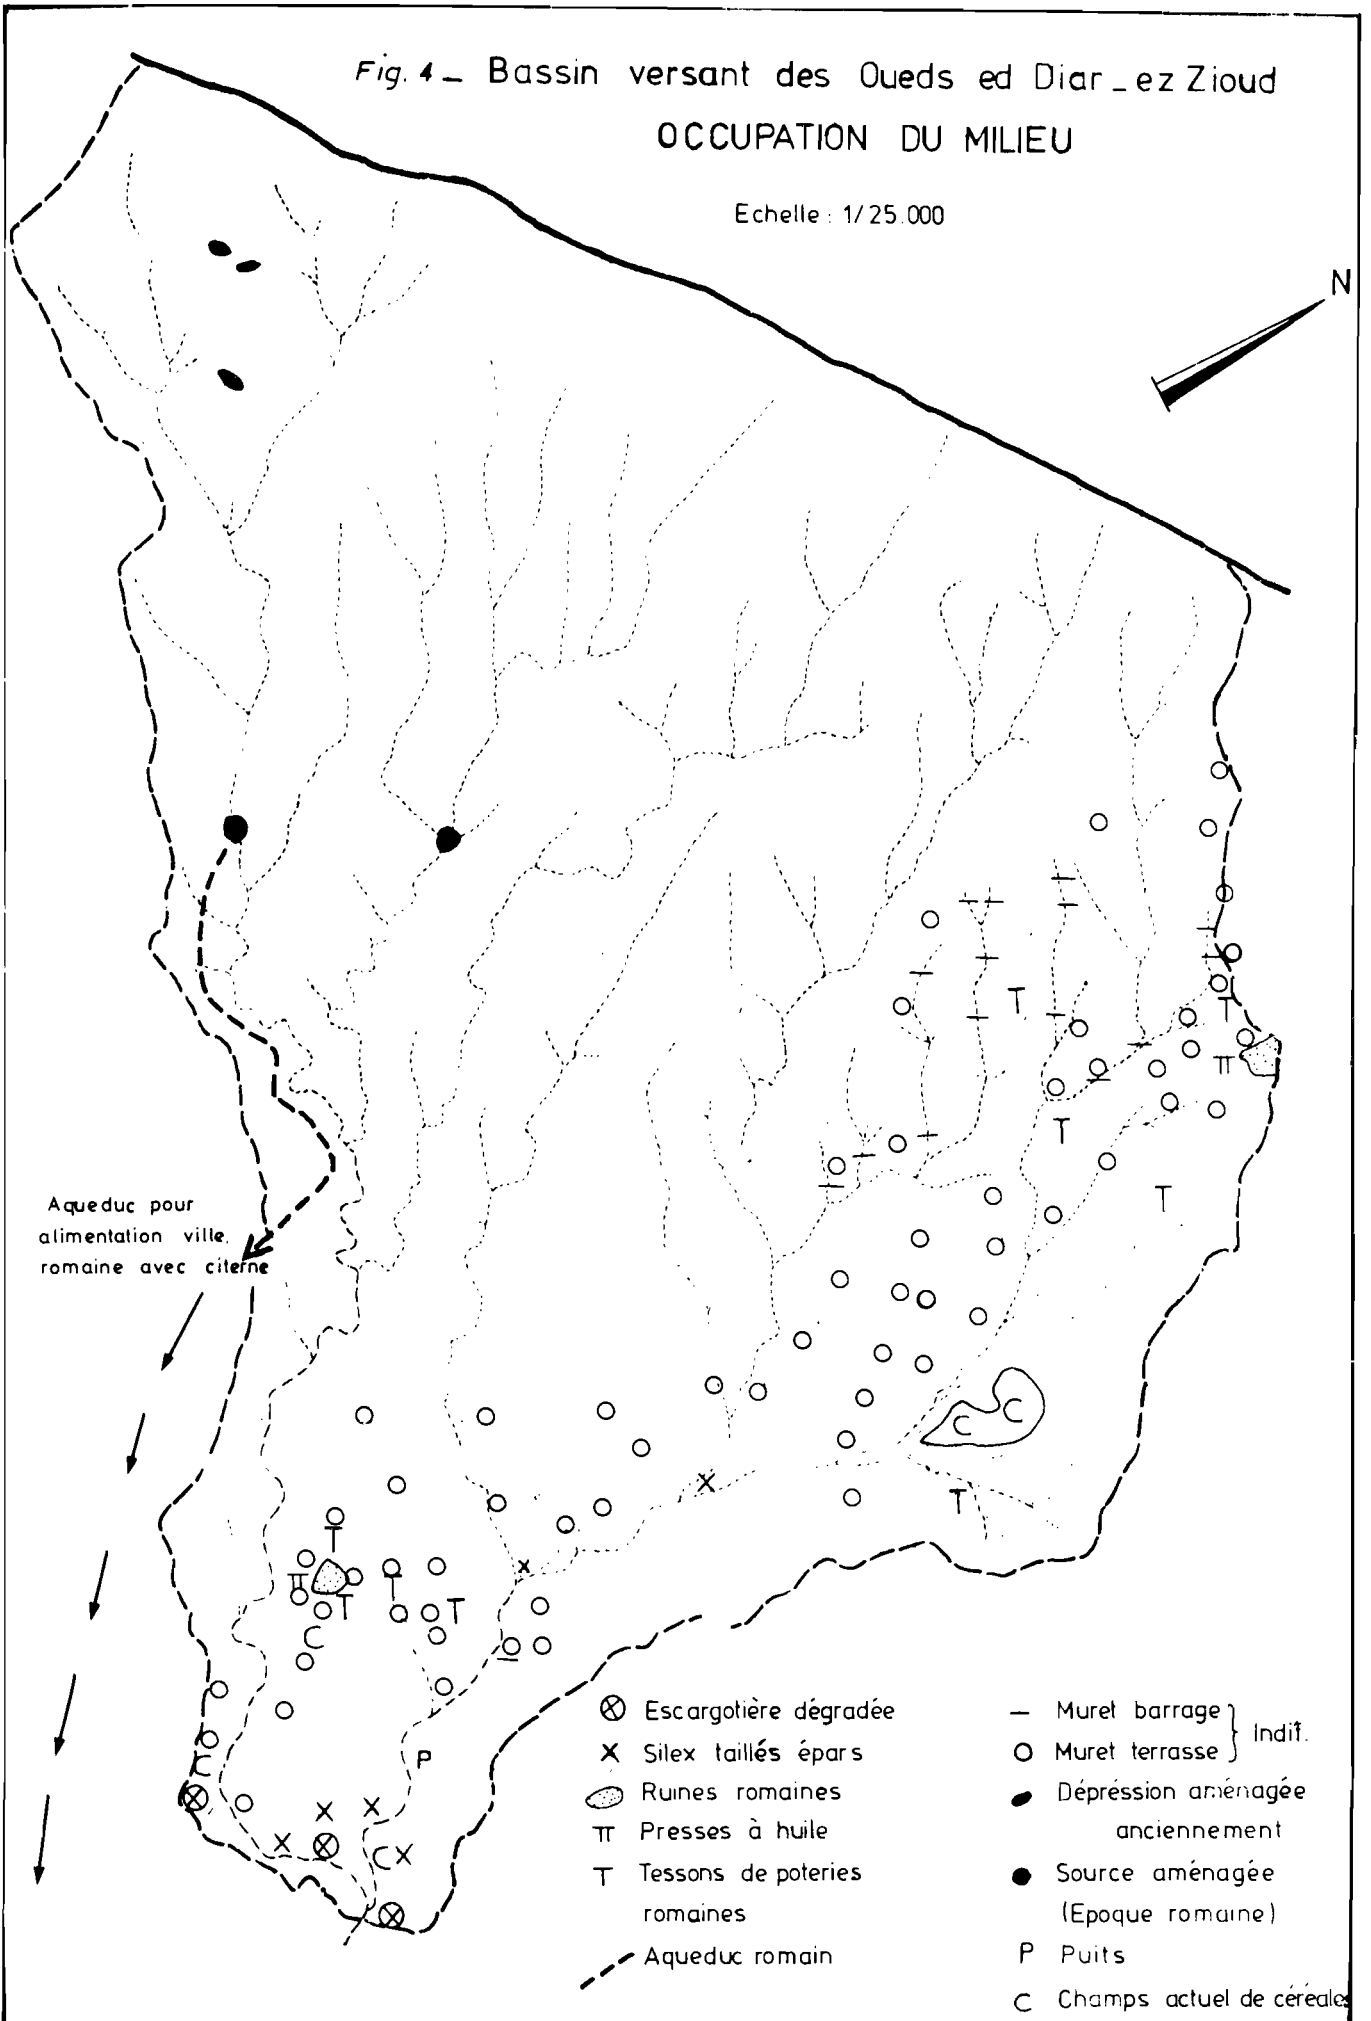 Fig. 4 _ Bassin versant des Oueds ed Diar _ ez Zioud
OCCUPATION DU MILIEU
Echelle : 1/25.000
N
T
T
π
T
T
Aqueduc pour
alimentation ville.
romaine avec citerne
C C
X
T
T
X
π
T
T
T
C
P
C
X X
X
C X
Escargotière dégradée
X Silex taillés épars
Ruines romaines
π Presses à huile
T Tessons de poteries
romaines
Aqueduc romain
– Muret barrage
O Muret terrasse
Indif.
Dépréssion aménagée
anciennement
Source aménagée
(Epoque romaine)
P Puits
C Champs actuel de céréales